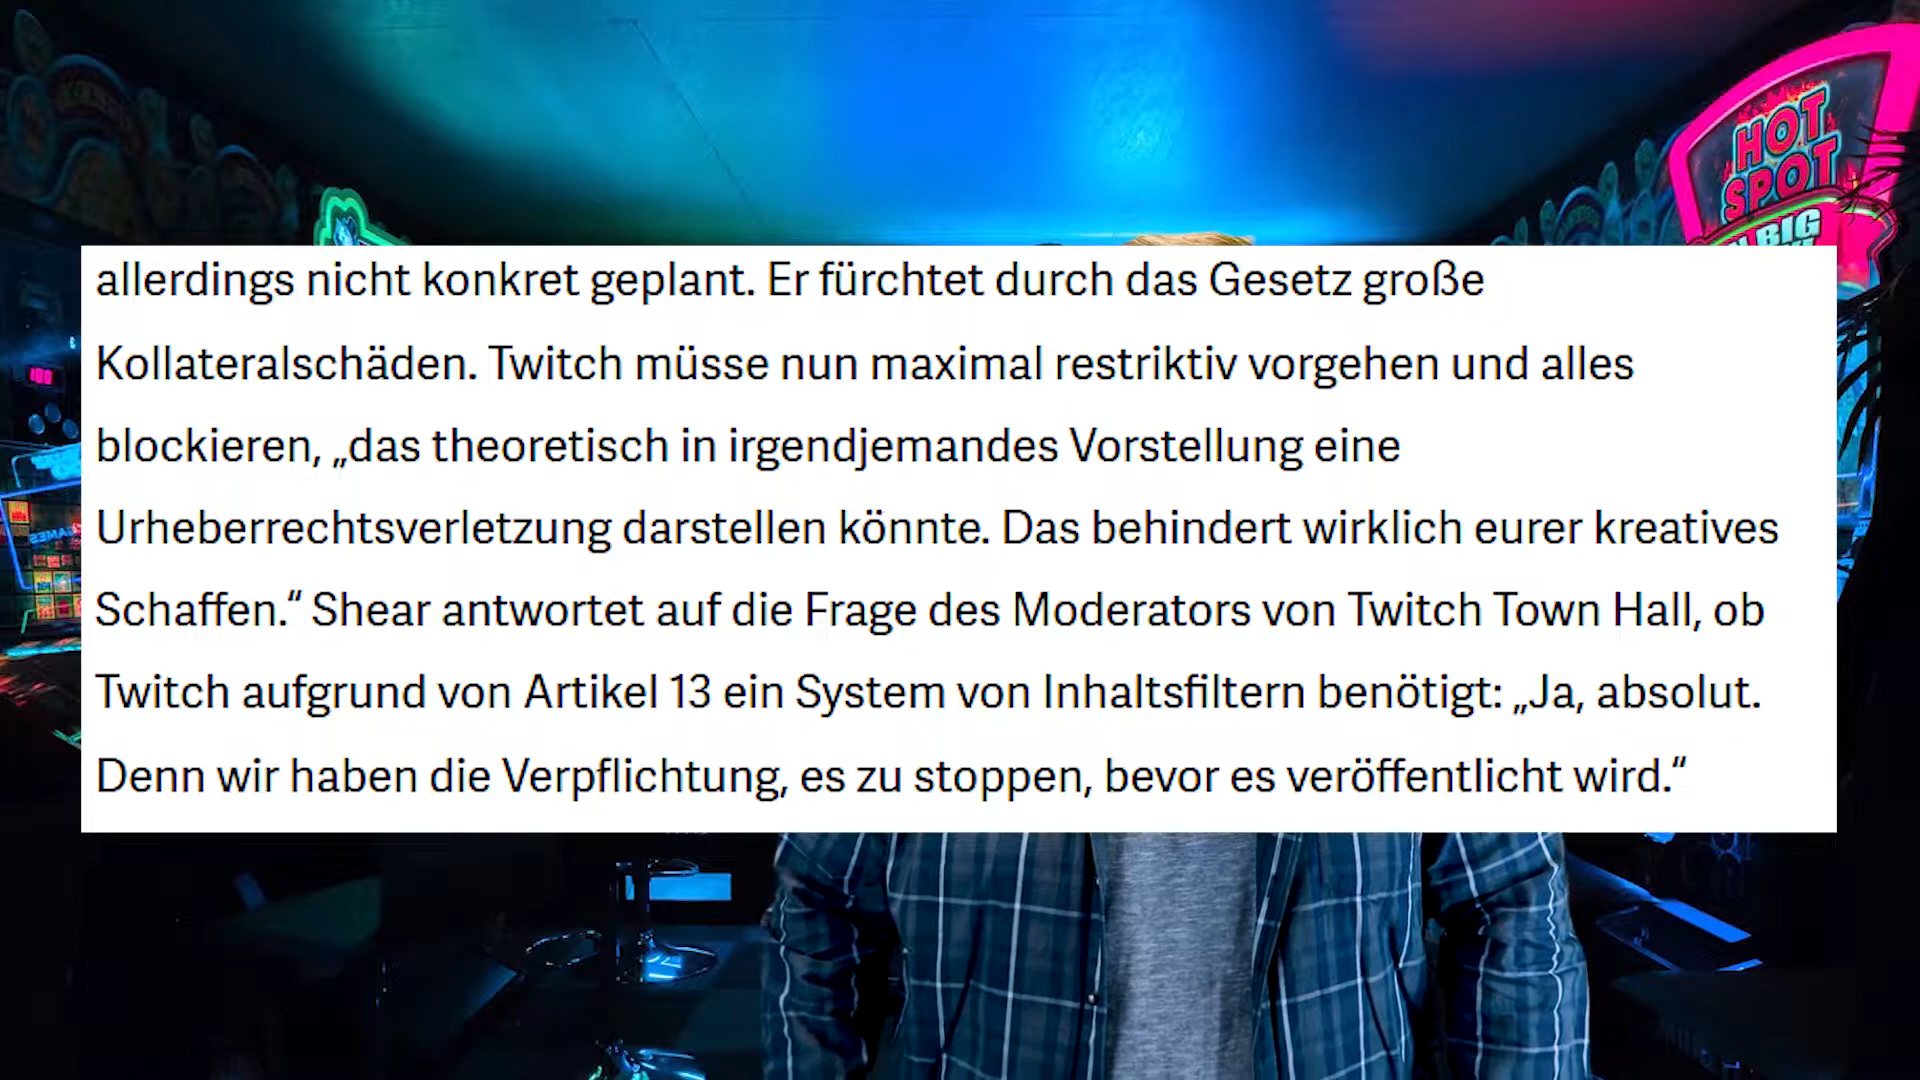 HOT
SPOT
BIG
allerdings nicht konkret geplant. Er fürchtet durch das Gesetz große
Kollateralschäden. Twitch müsse nun maximal restriktiv vorgehen und alles
blockieren, „das theoretisch in irgendjemandes Vorstellung eine
Urheberrechtsverletzung darstellen könnte. Das behindert wirklich eurer kreatives
Schaffen.“ Shear antwortet auf die Frage des Moderators von Twitch Town Hall, ob
Twitch aufgrund von Artikel 13 ein System von Inhaltsfiltern benötigt: „Ja, absolut.
Denn wir haben die Verpflichtung, es zu stoppen, bevor es veröffentlicht wird.“
100